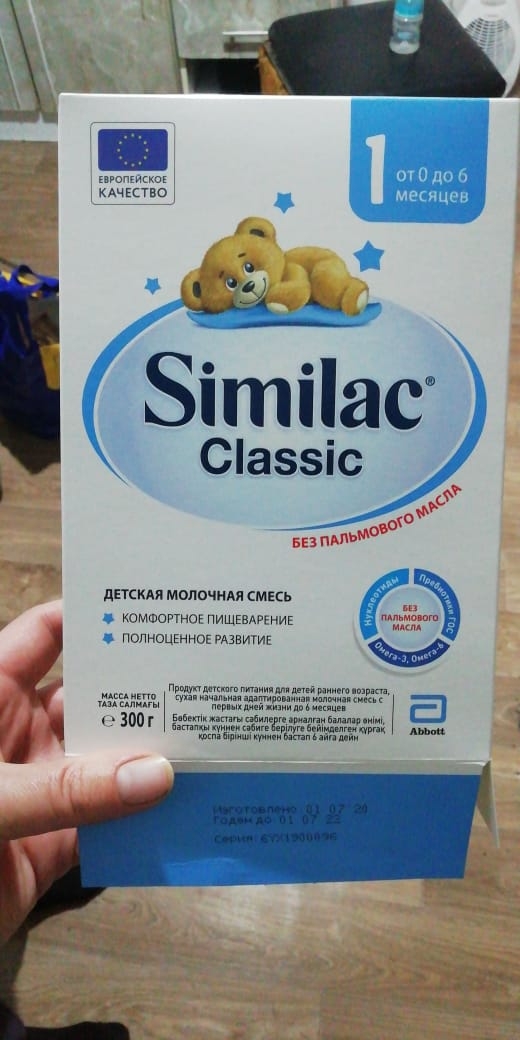 ЕВРОПЕЙСКОЕ
КАЧЕСТВО
1
от 0 до 6
месяцев
Similac®
Classic
БЕЗ ПАЛЬМОВОГО МАСЛА
ДЕТСКАЯ МОЛОЧНАЯ СМЕСЬ
КОМФОРТНОЕ ПИЩЕВАРЕНИЕ
ПОЛНОЦЕННОЕ РАЗВИТИЕ
Нуклеотиды
Пребиотики ГОС
Омега-3, Омега-6
БЕЗ
ПАЛЬМОВОГО
МАСЛА
МАССА НЕТТО
ТАЗА САЛМАҒЫ
℮ 300 г
Продукт детского питания для детей раннего возраста,
сухая начальная адаптированная молочная смесь с
первых дней жизни до 6 месяцев
Бөбектік жастағы сәбилерге арналған балалар өнімі,
бастапқы күннен сәбиге берілуге бейімделген құрғақ
қоспа бірінші күннен бастап 6 айға дейін
Abbott
Изготовлено: 01 07 20
Годен до: 01 07 22
Серия: